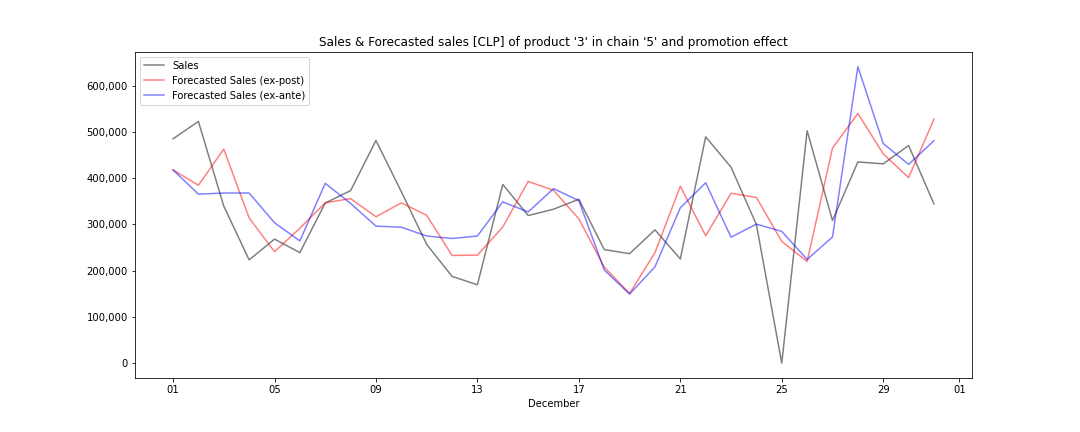 Sales & Forecasted sales [CLP] of product '3' in chain '5' and promotion effect
Sales
Forecasted Sales (ex-post)
Forecasted Sales (ex-ante)
600,000
500,000
400,000
300,000
200,000
100,000
0
01 05 09 13 17 21 25 29 01
December